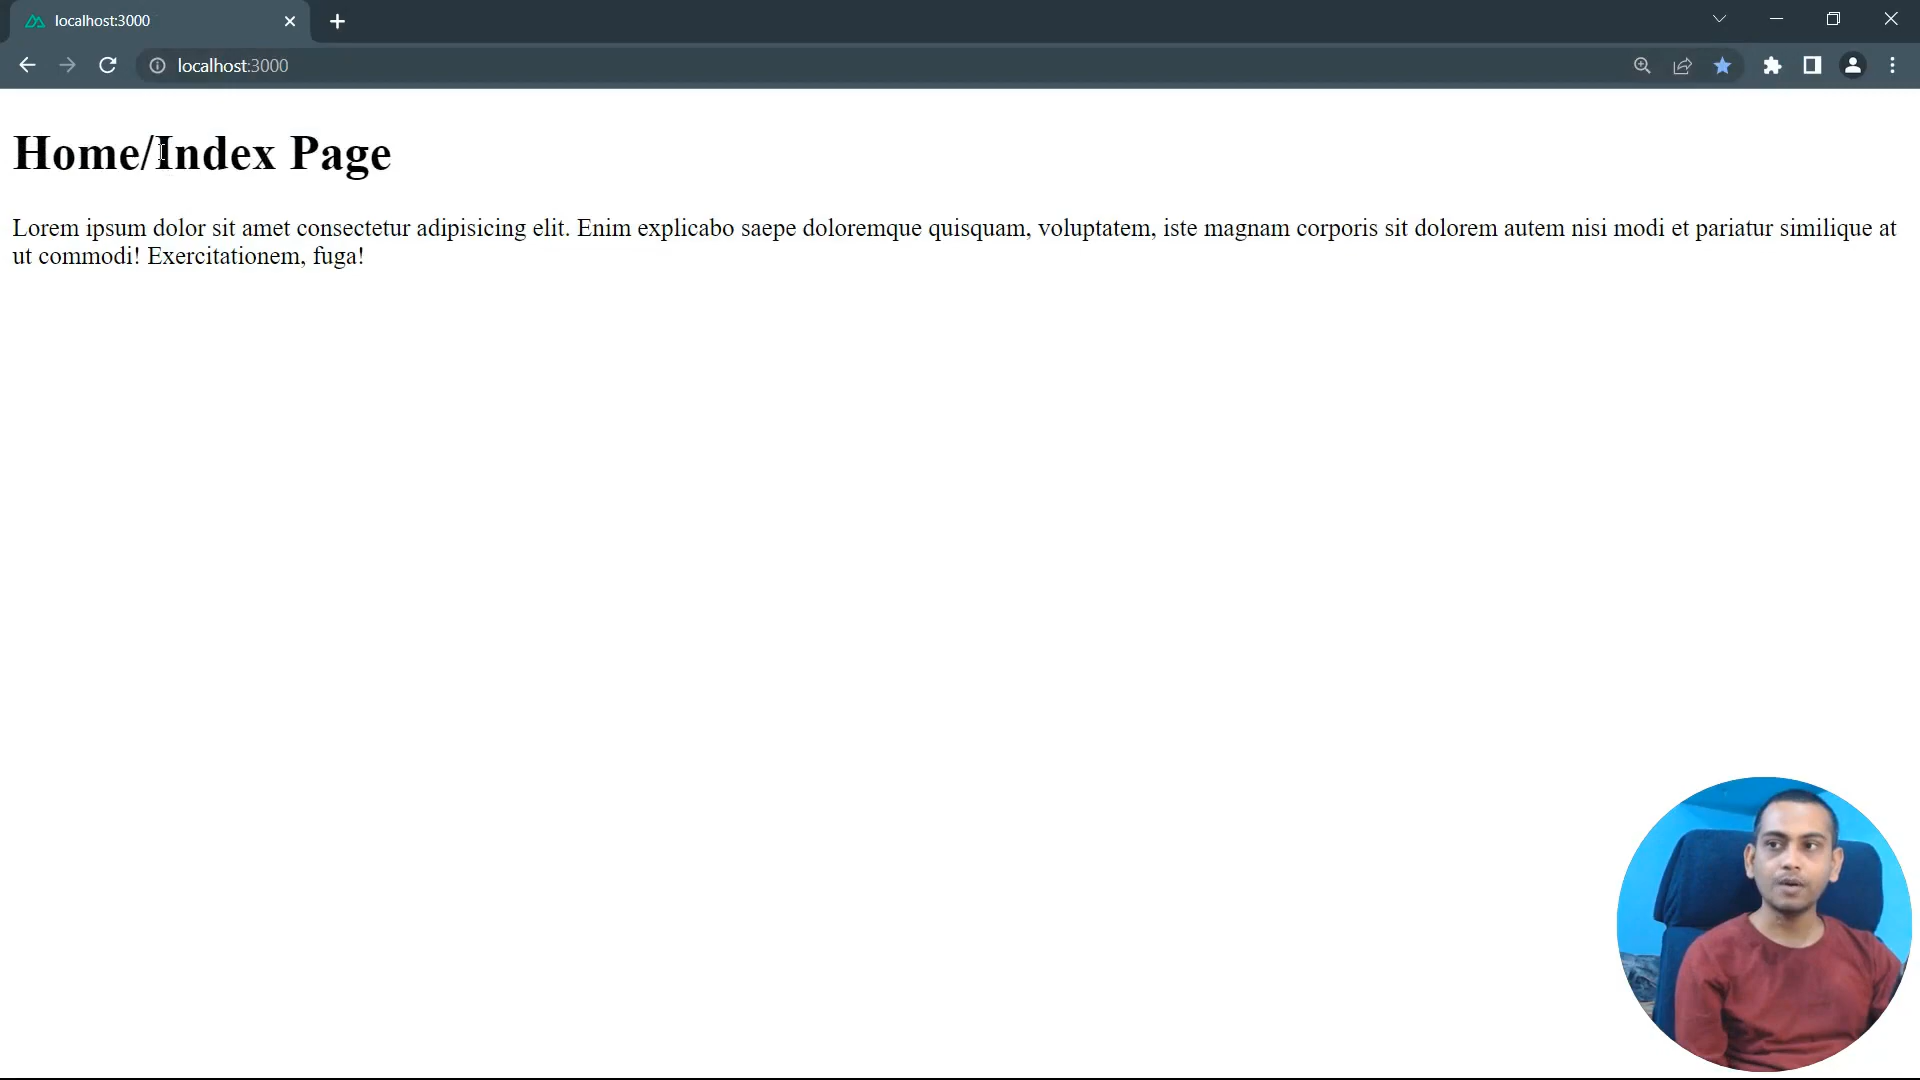 localhost:3000
localhost:3000
Home/Index Page
Lorem ipsum dolor sit amet consectetur adipisicing elit. Enim explicabo saepe doloremque quisquam, voluptatem, iste magnam corporis sit dolorem autem nisi modi et pariatur similique at
ut commodi! Exercitationem, fuga!